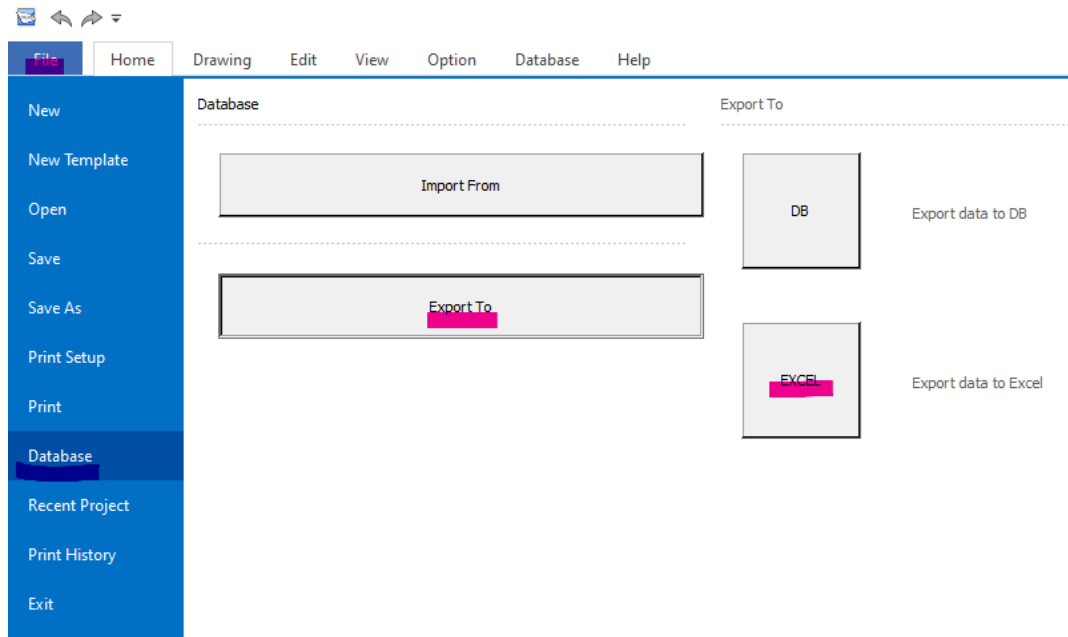 File Home Drawing Edit View Option Database Help
New
New Template
Open
Save
Save As
Print Setup
Print
Database
Recent Project
Print History
Exit
Database
Import From
Export To
Export To
DB
Export data to DB
EXCEL
Export data to Excel